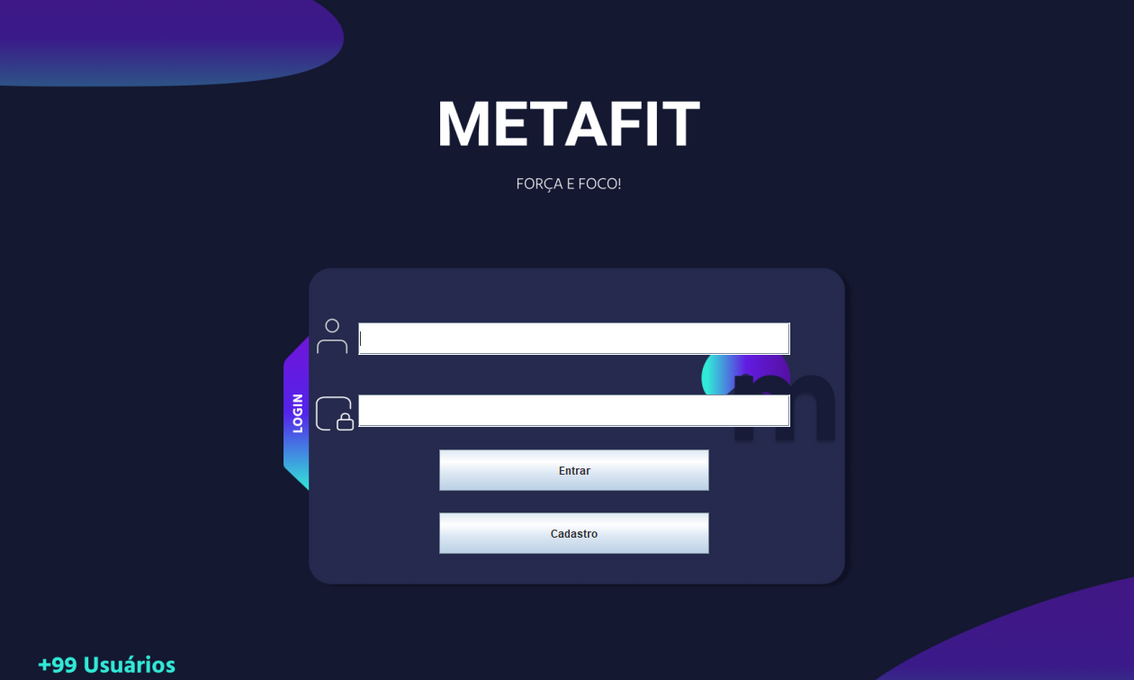 METAFIT
FORÇA E FOCO!
LOGIN
m
Entrar
Cadastro
+99 Usuários